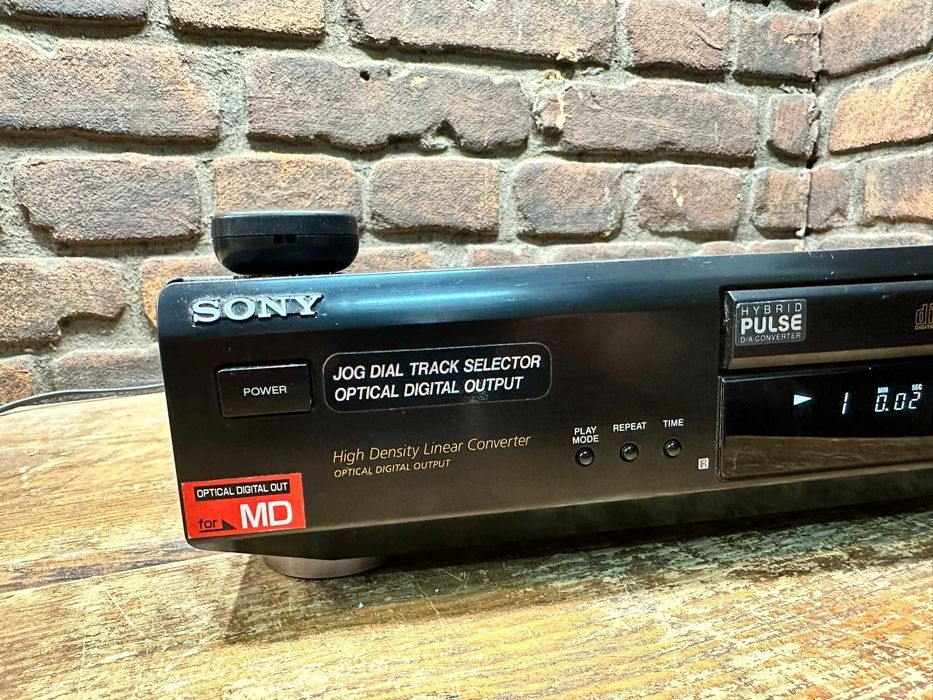 SONY
POWER
JOG DIAL TRACK SELECTOR
OPTICAL DIGITAL OUTPUT
High Density Linear Converter
OPTICAL DIGITAL OUTPUT
OPTICAL DIGITAL OUT
for MD
PLAY
MODE
REPEAT
TIME
HYBRID
PULSE
D/A CONVERTER
MIN SEC
1 0.02